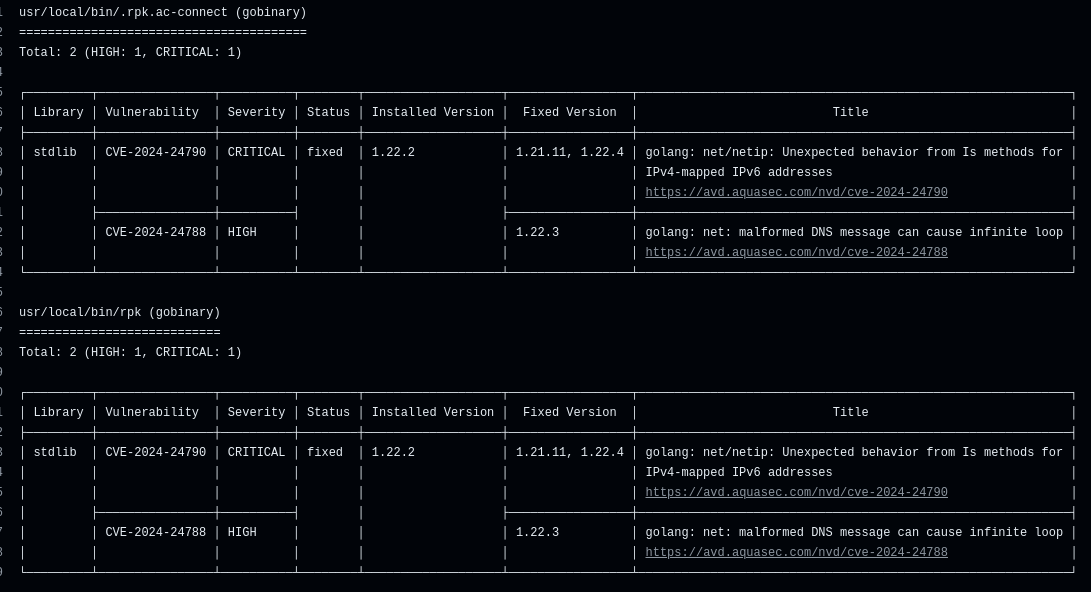 usr/local/bin/.rpk.ac-connect (gobinary)
========================================
Total: 2 (HIGH: 1, CRITICAL: 1)
Library | Vulnerability | Severity | Status | Installed Version | Fixed Version | Title
stdlib | CVE-2024-24790 | CRITICAL | fixed | 1.22.2 | 1.21.11, 1.22.4 | golang: net/netip: Unexpected behavior from Is methods for
IPv4-mapped IPv6 addresses
https://avd.aquasec.com/nvd/cve-2024-24790
CVE-2024-24788 | HIGH | 1.22.3 | golang: net: malformed DNS message can cause infinite loop
https://avd.aquasec.com/nvd/cve-2024-24788
usr/local/bin/rpk (gobinary)
============================
Total: 2 (HIGH: 1, CRITICAL: 1)
Library | Vulnerability | Severity | Status | Installed Version | Fixed Version | Title
stdlib | CVE-2024-24790 | CRITICAL | fixed | 1.22.2 | 1.21.11, 1.22.4 | golang: net/netip: Unexpected behavior from Is methods for
IPv4-mapped IPv6 addresses
https://avd.aquasec.com/nvd/cve-2024-24790
CVE-2024-24788 | HIGH | 1.22.3 | golang: net: malformed DNS message can cause infinite loop
https://avd.aquasec.com/nvd/cve-2024-24788